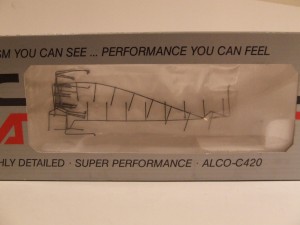 SM YOU CAN SEE ... PERFORMANCE YOU CAN FEEL
HLY DETAILED · SUPER PERFORMANCE · ALCO-C420